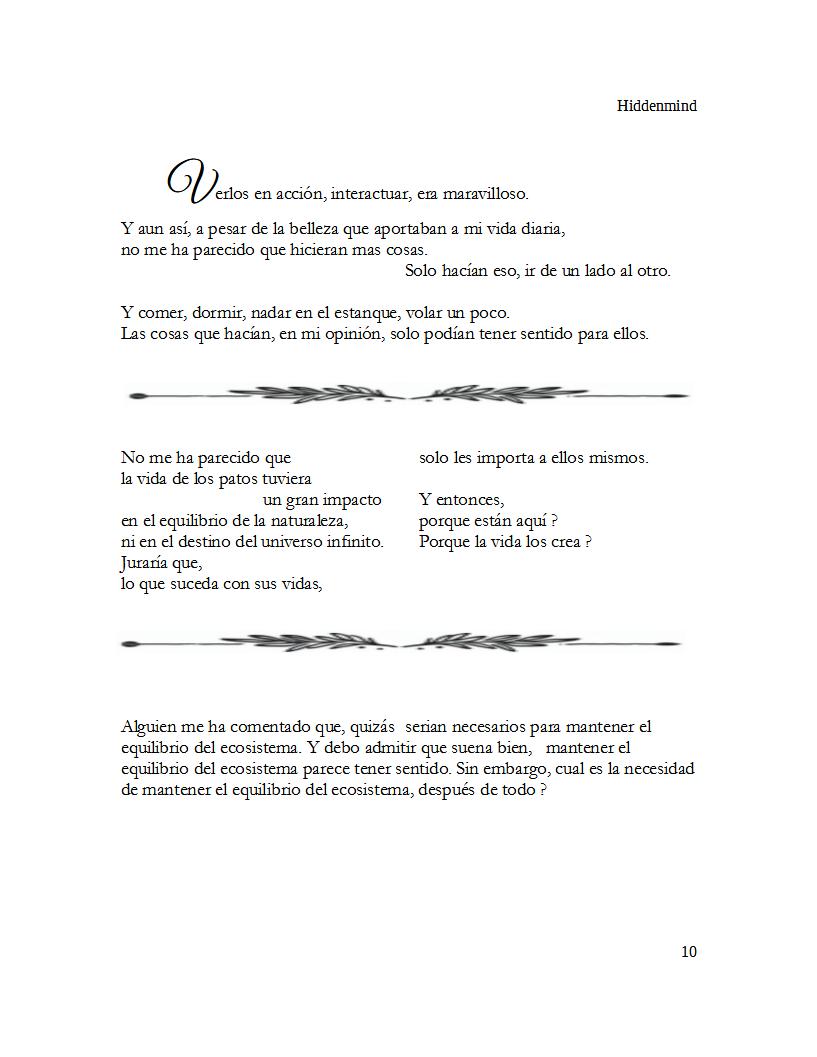 Hiddenmind
Verlos en acción, interactuar, era maravilloso.
Y aun así, a pesar de la belleza que aportaban a mi vida diaria,
no me ha parecido que hicieran mas cosas.
Solo hacían eso, ir de un lado al otro.
Y comer, dormir, nadar en el estanque, volar un poco.
Las cosas que hacían, en mi opinión, solo podían tener sentido para ellos.
No me ha parecido que
la vida de los patos tuviera
un gran impacto
en el equilibrio de la naturaleza,
ni en el destino del universo infinito.
Juraría que,
lo que suceda con sus vidas,
solo les importa a ellos mismos.
Y entonces,
porque están aquí ?
Porque la vida los crea ?
Alguien me ha comentado que, quizás  serian necesarios para mantener el
equilibrio del ecosistema. Y debo admitir que suena bien,   mantener el
equilibrio del ecosistema parece tener sentido. Sin embargo, cual es la necesidad
de mantener el equilibrio del ecosistema, después de todo ?
10